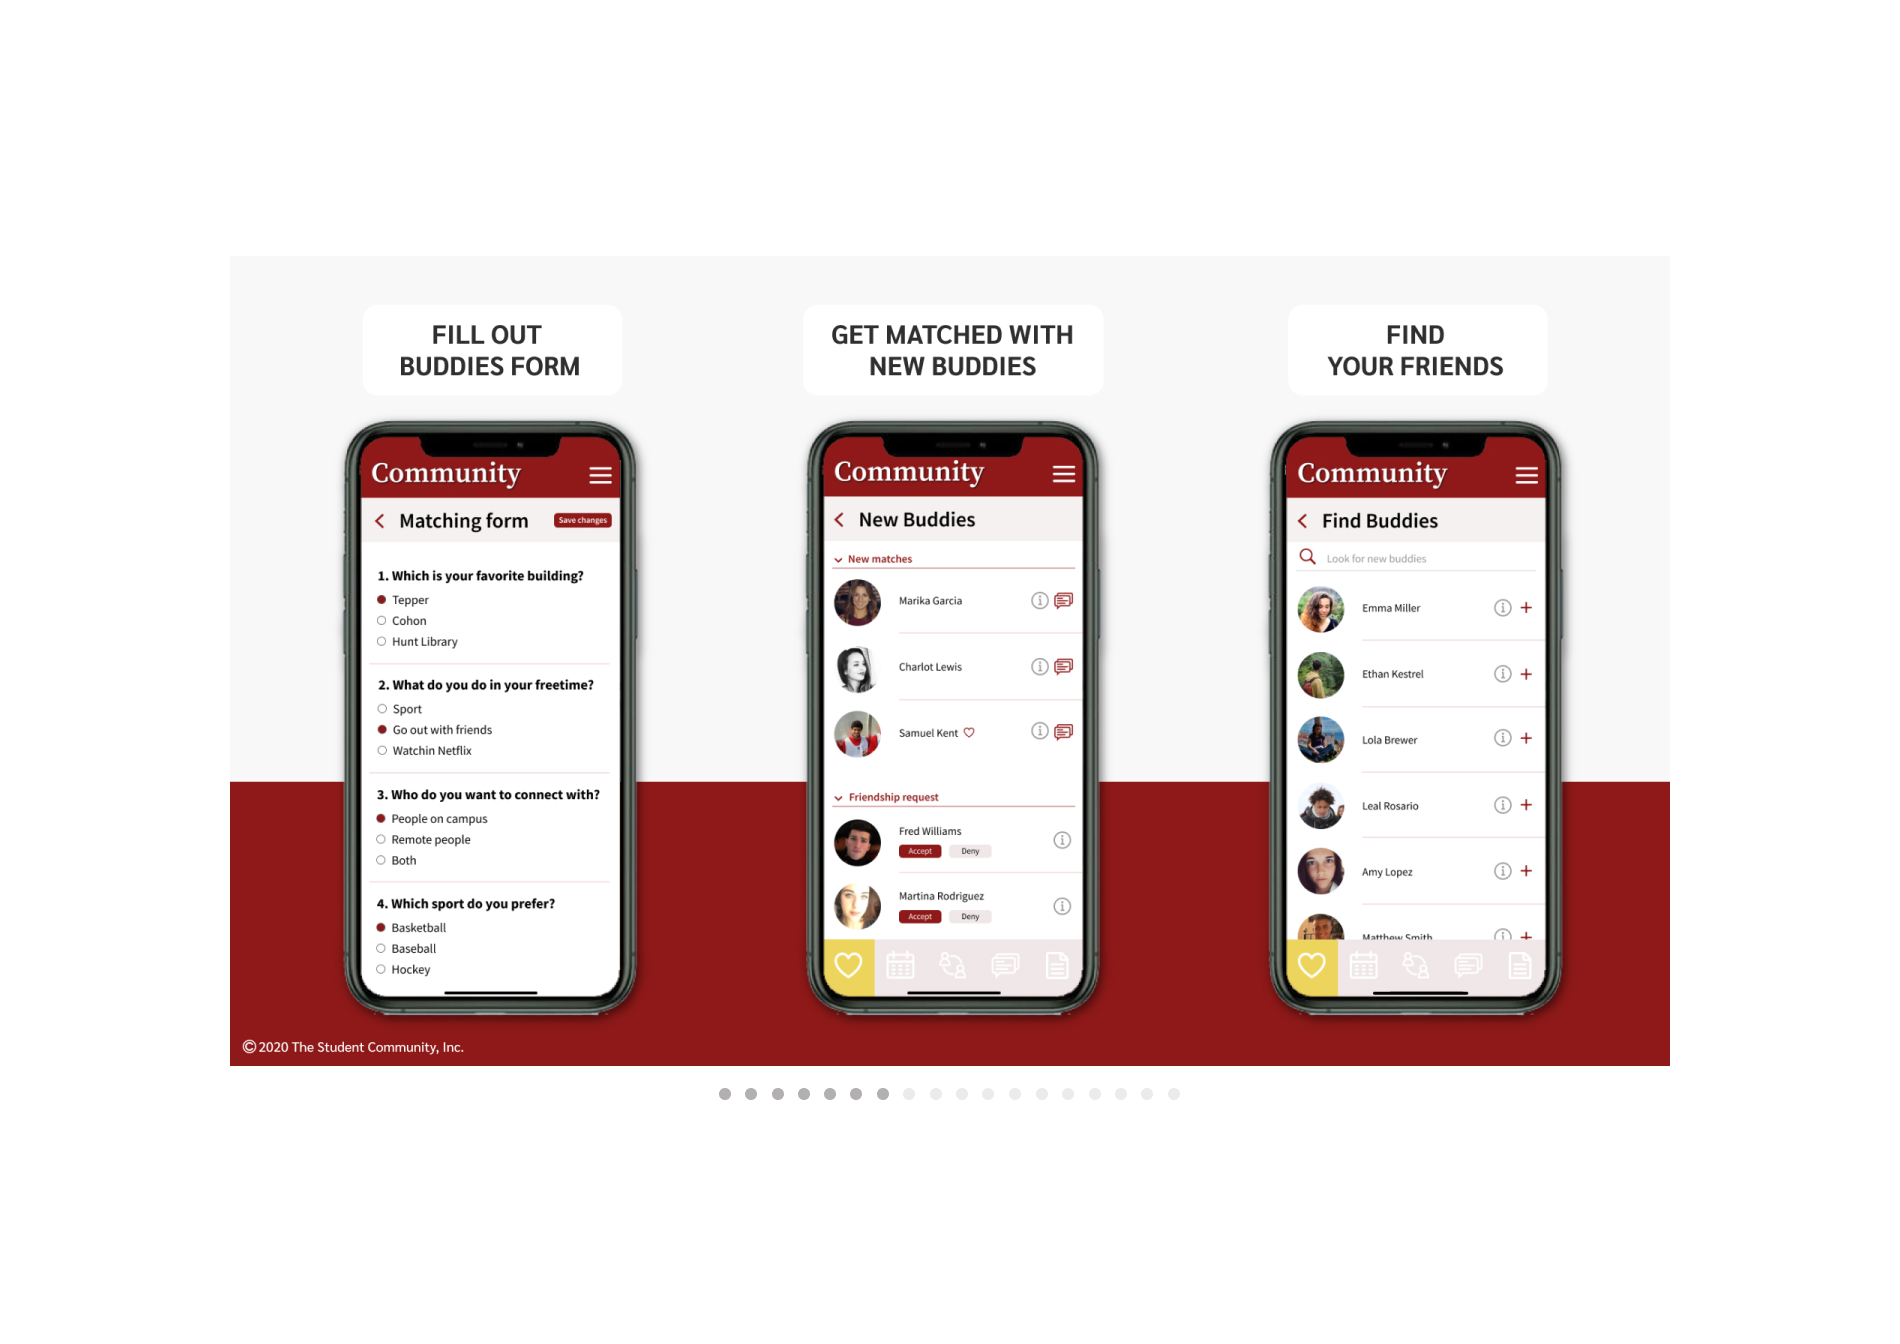 FILL OUT
BUDDIES FORM
Community
Matching form
Save changes
1. Which is your favorite building?
Tepper
Cohon
Hunt Library
2. What do you do in your freetime?
Sport
Go out with friends
Watchin Netflix
3. Who do you want to connect with?
People on campus
Remote people
Both
4. Which sport do you prefer?
Basketball
Baseball
Hockey
GET MATCHED WITH
NEW BUDDIES
Community
New Buddies
New matches
Marika Garcia
Charlot Lewis
Samuel Kent
Friendship request
Fred Williams
Accept Deny
Martina Rodriguez
Accept Deny
FIND
YOUR FRIENDS
Community
Find Buddies
Look for new buddies
Emma Miller
Ethan Kestrel
Lola Brewer
Leal Rosario
Amy Lopez
Matthew Smith
©2020 The Student Community, Inc.